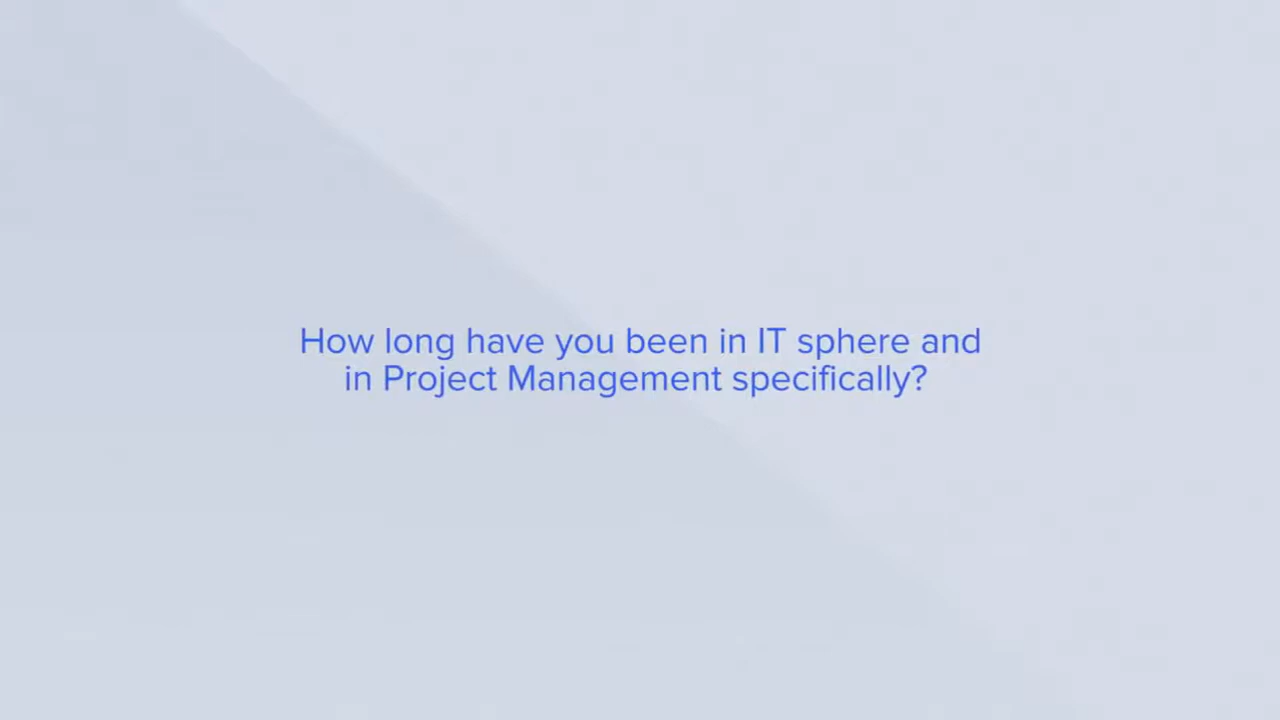 How long have you been in IT sphere and
in Project Management specifically?